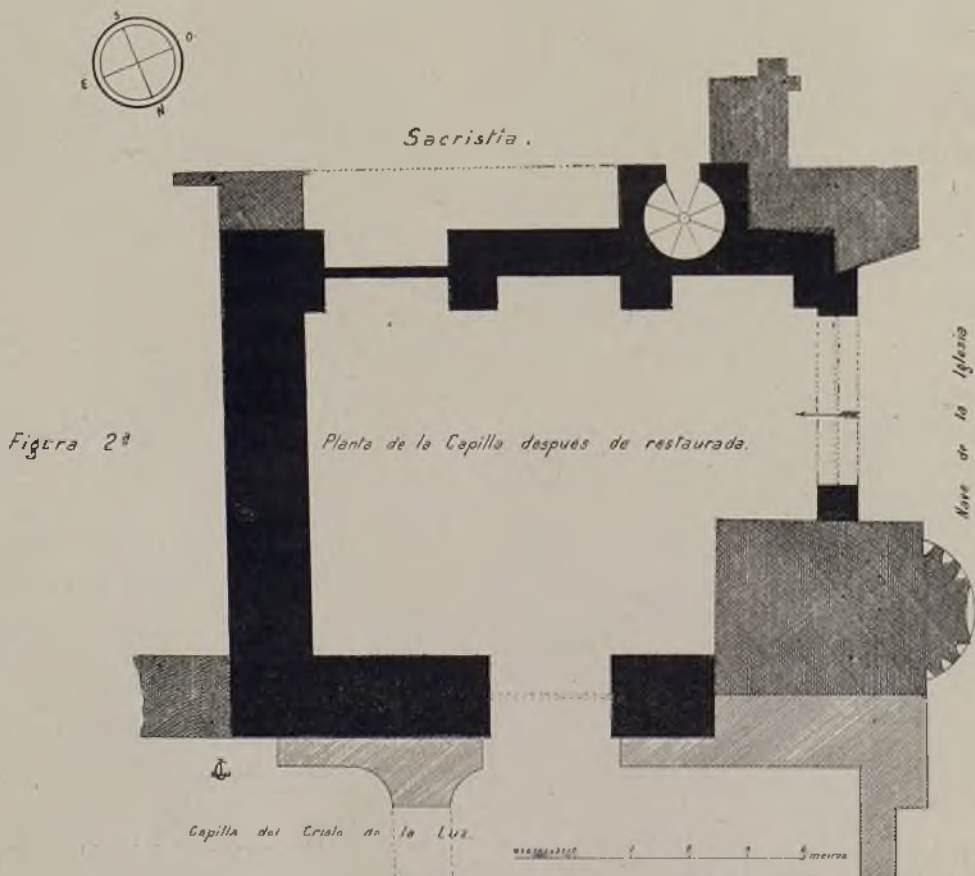 S
O
E
N
Sacristía.
Figura 2ª
Planta de la Capilla después de restaurada.
Nave de la Iglesia
Capilla del Cristo de la Luz.
metros